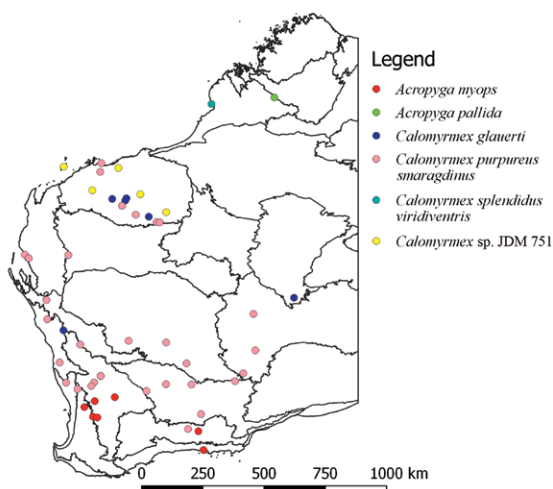 Legend
Acropyga myops
Acropyga pallida
Calomyrmex glauerti
Calomyrmex purpureus
smaragdinus
Calomyrmex splendidus
viridiventris
Calomyrmex sp. JDM 751
0 250 500 750 1000 km